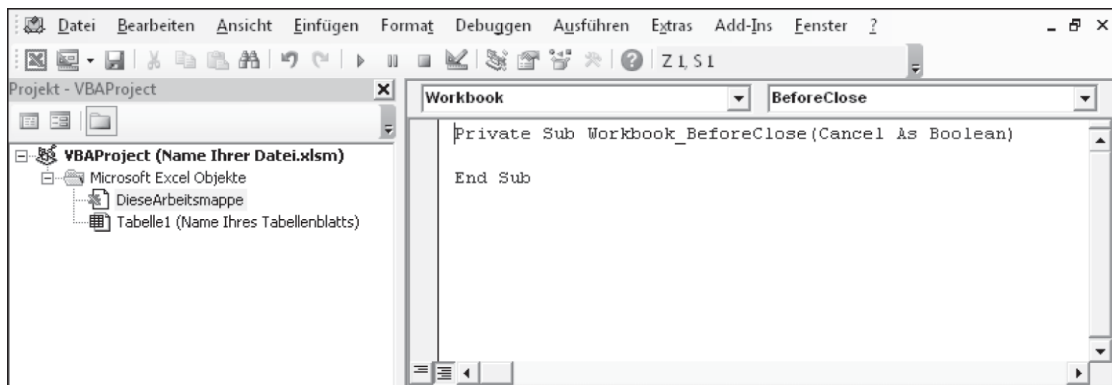 Datei Bearbeiten Ansicht Einfügen Format Debuggen Ausführen Extras Add-Ins Fenster ?
Z 1, S 1
Projekt - VBAProject
Workbook BeforeClose
Private Sub Workbook_BeforeClose(Cancel As Boolean)
End Sub
VBAProject (Name Ihrer Datei.xlsm)
Microsoft Excel Objekte
DieseArbeitsmappe
Tabelle1 (Name Ihres Tabellenblatts)